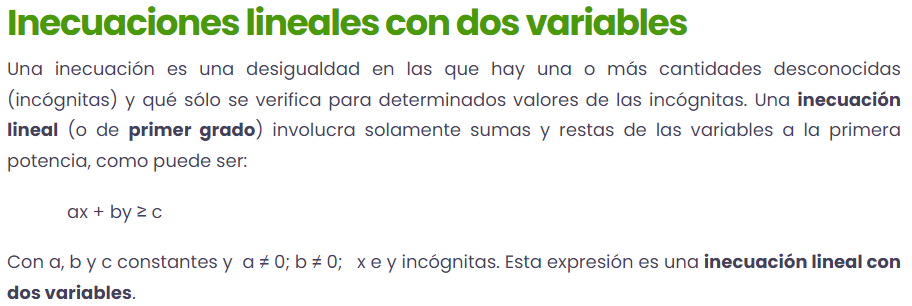 Inecuaciones lineales con dos variables
Una inecuación es una desigualdad en las que hay una o más cantidades desconocidas
(incógnitas) y qué sólo se verifica para determinados valores de las incógnitas. Una inecuación
lineal (o de primer grado) involucra solamente sumas y restas de las variables a la primera
potencia, como puede ser:
ax + by ≥ c
Con a, b y c constantes y a ≠ 0; b ≠ 0; x e y incógnitas. Esta expresión es una inecuación lineal con
dos variables.